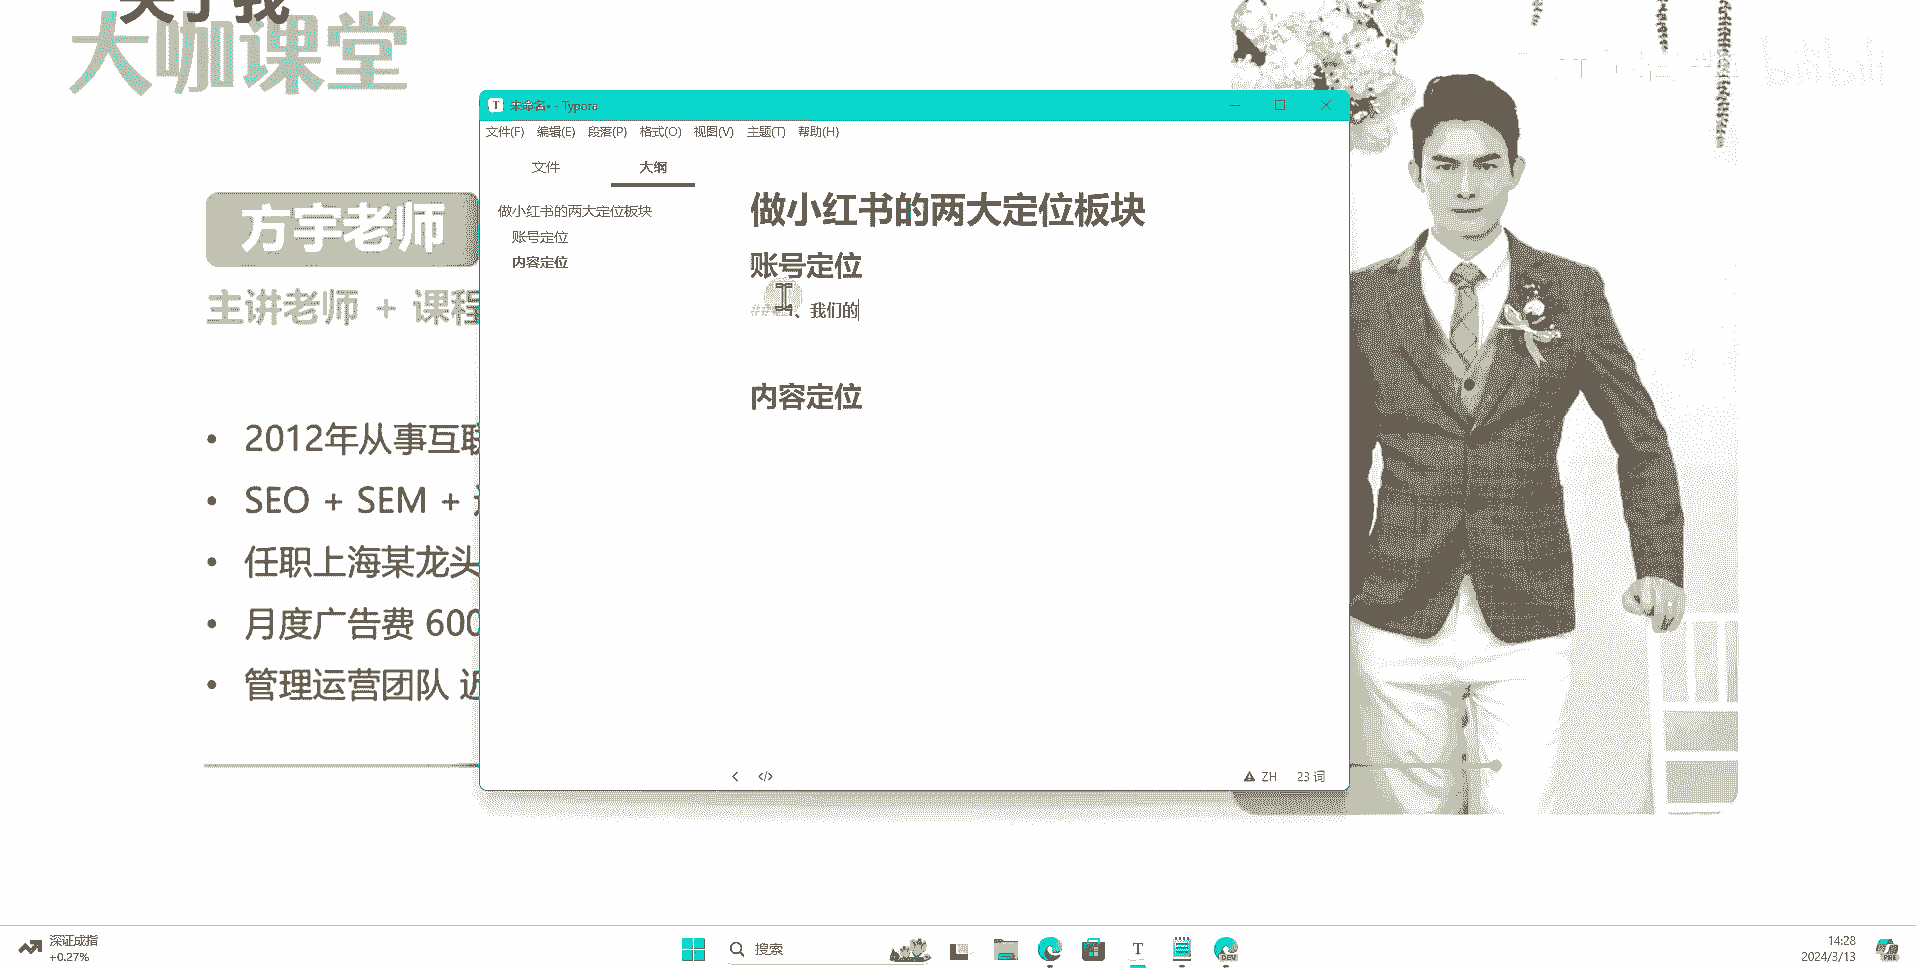 关于我
大咖课堂
bilibili
方宇老师
主讲老师 + 课程
2012年从事互联
SEO + SEM +
任职上海某龙头
月度广告费 600
管理运营团队 近
未命名• - Typora
文件(F) 编辑(E) 段落(P) 格式(O) 视图(V) 主题(T) 帮助(H)
文件 大纲
做小红书的两大定位板块
账号定位
内容定位
做小红书的两大定位板块
账号定位
### 1、我们的
内容定位
</> ZH 23 词
深证成指
+0.27%
搜索
T
DEV
14:28
2024/3/13
PRE